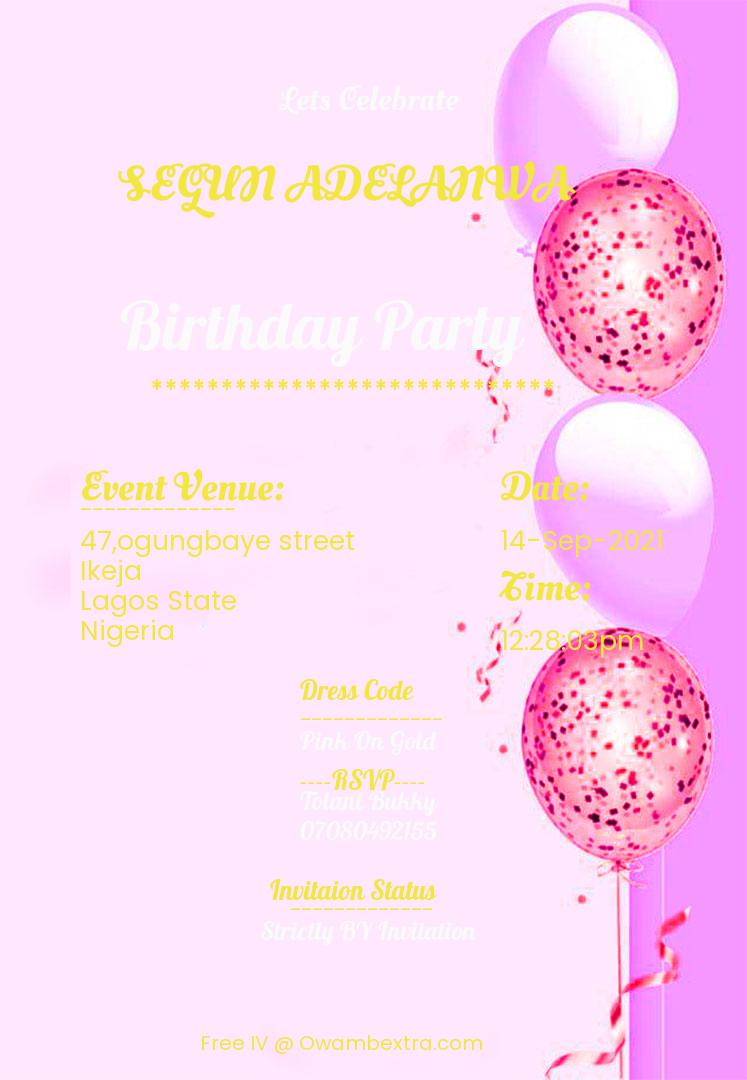 Lets Celebrate
SEGUN ADELANWA
Birthday Party
*****************************
Event Venue:
-------------
47,ogungbaye street
Ikeja
Lagos State
Nigeria
Date:
14-Sep-2021
Time:
12:28:03pm
Dress Code
-------------
Pink On Gold
----RSVP----
Tolani Bukky
07080492155
Invitaion Status
-------------
Strictly BY Invitation
Free IV @ Owambextra.com